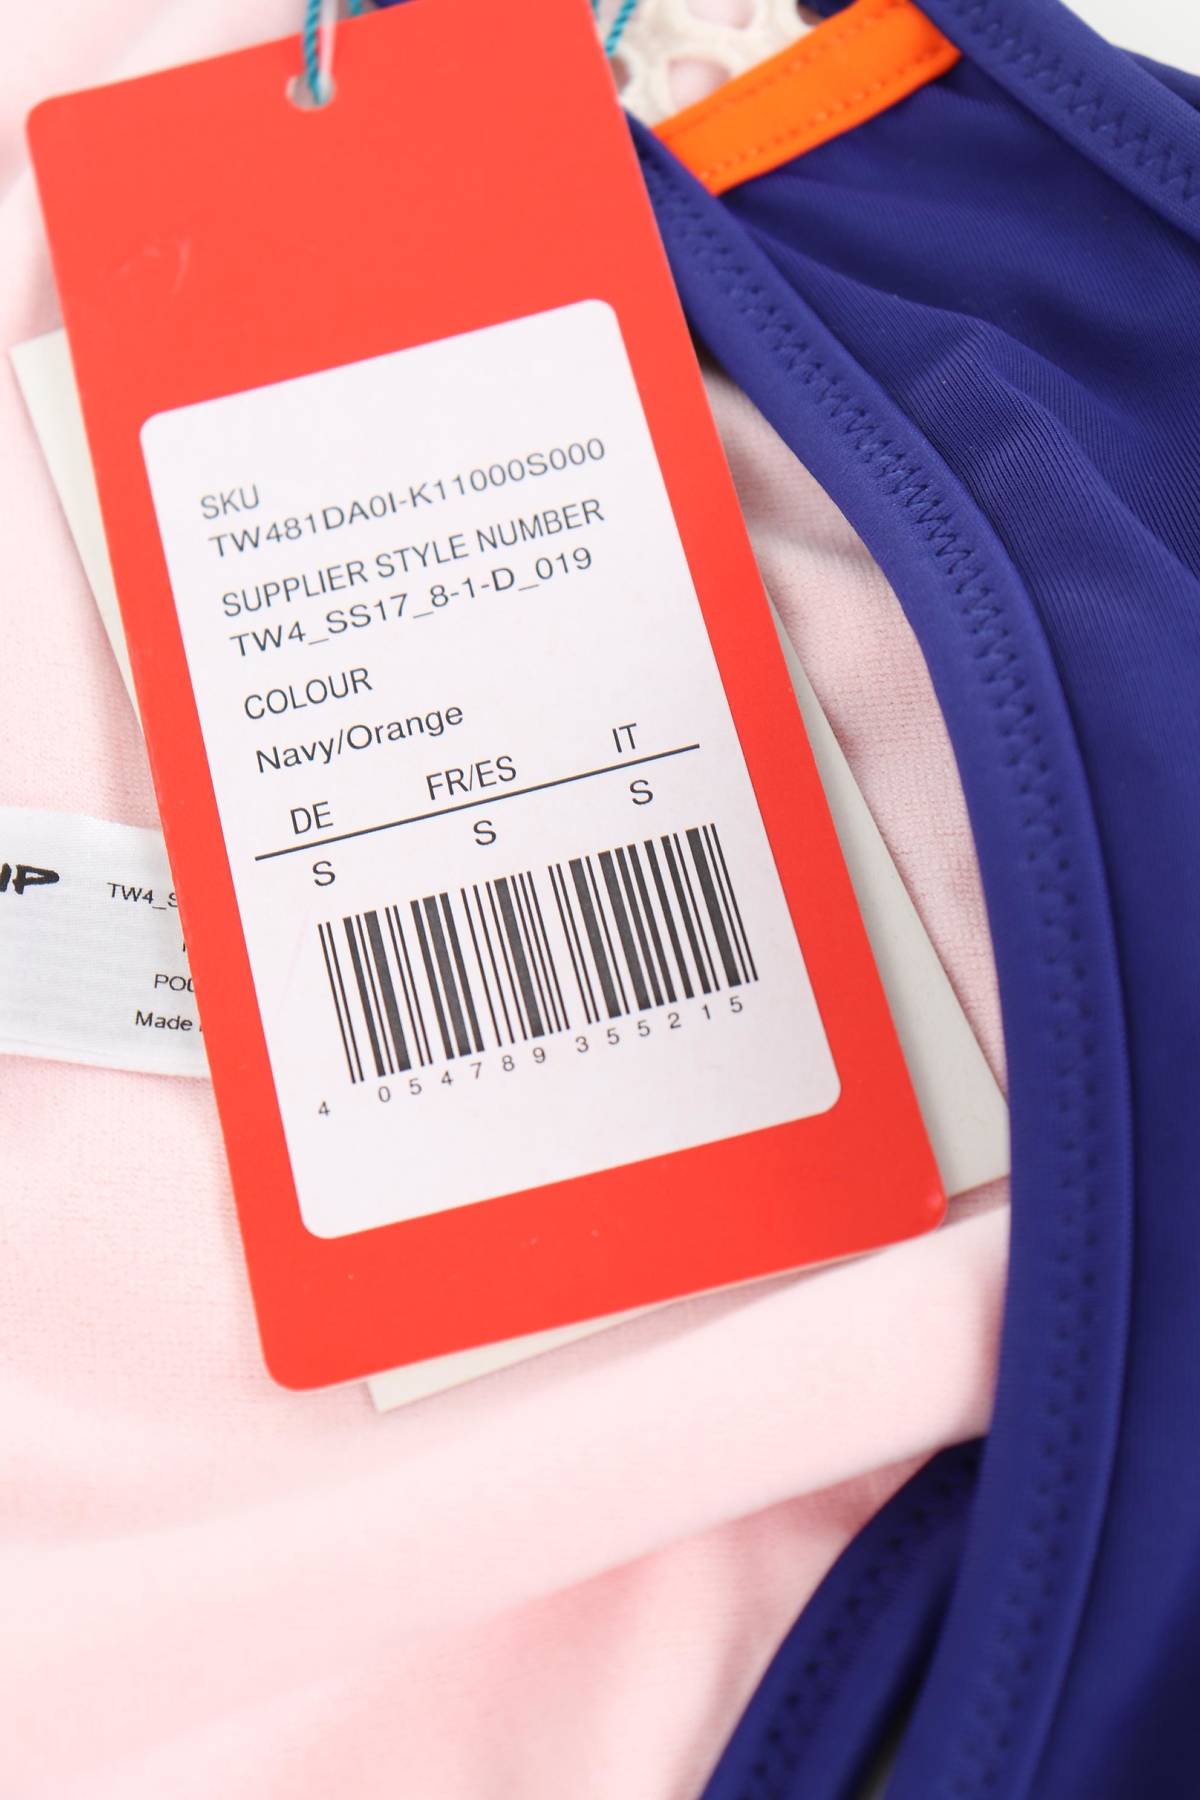 SKU
TW481DA0I-K11000S000
SUPPLIER STYLE NUMBER
TW4_SS17_8-1-D_019
COLOUR
Navy/Orange
DE FR/ES IT
S S S
4 054789 355215
TW4_S
Made